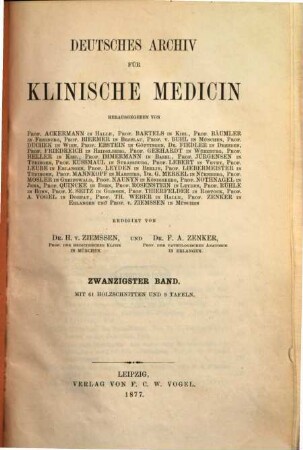 DEUTSCHES ARCHIV
FÜR
KLINISCHE MEDICIN
HERAUSGEGEBEN VON
PROF. ACKERMANN IN HALLE, PROF. BARTELS IN KIEL, PROF. BÄUMLER
IN FREIBURG, PROF. BIERMER IN BRESLAU, PROF. V. BUHL IN MÜNCHEN, PROF.
DUCHEK IN WIEN, PROF. EBSTEIN IN GÖTTINGEN, DR. FIEDLER IN DRESDEN,
PROF. FRIEDREICH IN HEIDELBERG, PROF. GERHARDT IN WÜRZBURG, PROF.
HELLER IN KIEL, PROF. IMMERMANN IN BASEL, PROF. JÜRGENSEN IN
TÜBINGEN, PROF. KUSSMAUL IN STRASSBURG, PROF. LEBERT IN VEVEY, PROF.
LEUBE IN ERLANGEN, PROF. LEYDEN IN BERLIN, PROF. LIEBERMEISTER IN
TÜBINGEN, PROF. MANNKOPFF IN MARBURG, DR. G. MERKEL IN NÜRNBERG, PROF.
MOSLER IN GREIFSWALD, PROF. NAUNYN IN KÖNIGSBERG, PROF. NOTHNAGEL IN
JENA, PROF. QUINCKE IN BERN, PROF. ROSENSTEIN IN LEYDEN, PROF. RÜHLE
IN BONN, PROF. E. SEITZ IN GIESSEN, PROF. THIERFELDER IN ROSTOCK, PROF.
A. VOGEL IN DORPAT, PROF. TH. WEBER IN HALLE, PROF. ZENKER IN
ERLANGEN UND PROF. V. ZIEMSSEN IN MÜNCHEN
REDIGIRT VON
DR. H. V. ZIEMSSEN, UND DR. F. A. ZENKER,
PROF. DER MEDICINISCHEN KLINIK PROF. DER PATHOLOGISCHEN ANATOMIE
IN MÜNCHEN IN ERLANGEN.
ZWANZIGSTER BAND.
MIT 61 HOLZSCHNITTEN UND 8 TAFELN.
LEIPZIG,
VERLAG VON F. C. W. VOGEL.
1877.